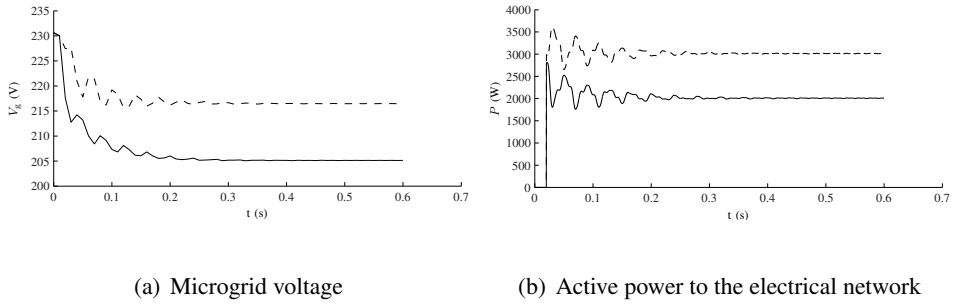 235
230
225
220
215
210
205
200
V_g (V)
0 0.1 0.2 0.3 0.4 0.5 0.6 0.7
t (s)
4000
3500
3000
2500
2000
1500
1000
500
0
P (W)
0 0.1 0.2 0.3 0.4 0.5 0.6 0.7
t (s)
(a) Microgrid voltage
(b) Active power to the electrical network